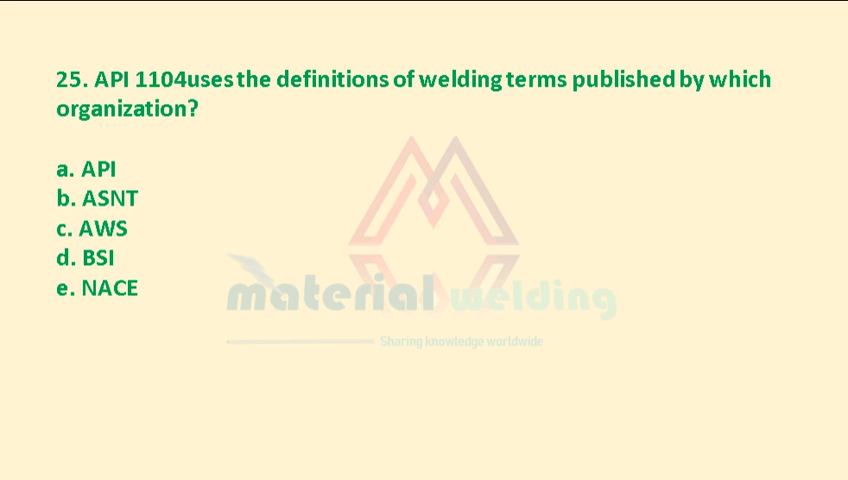 25. API 1104uses the definitions of welding terms published by which
organization?
a. API
b. ASNT
c. AWS
d. BSI
e. NACE
material welding
Sharing knowledge worldwide